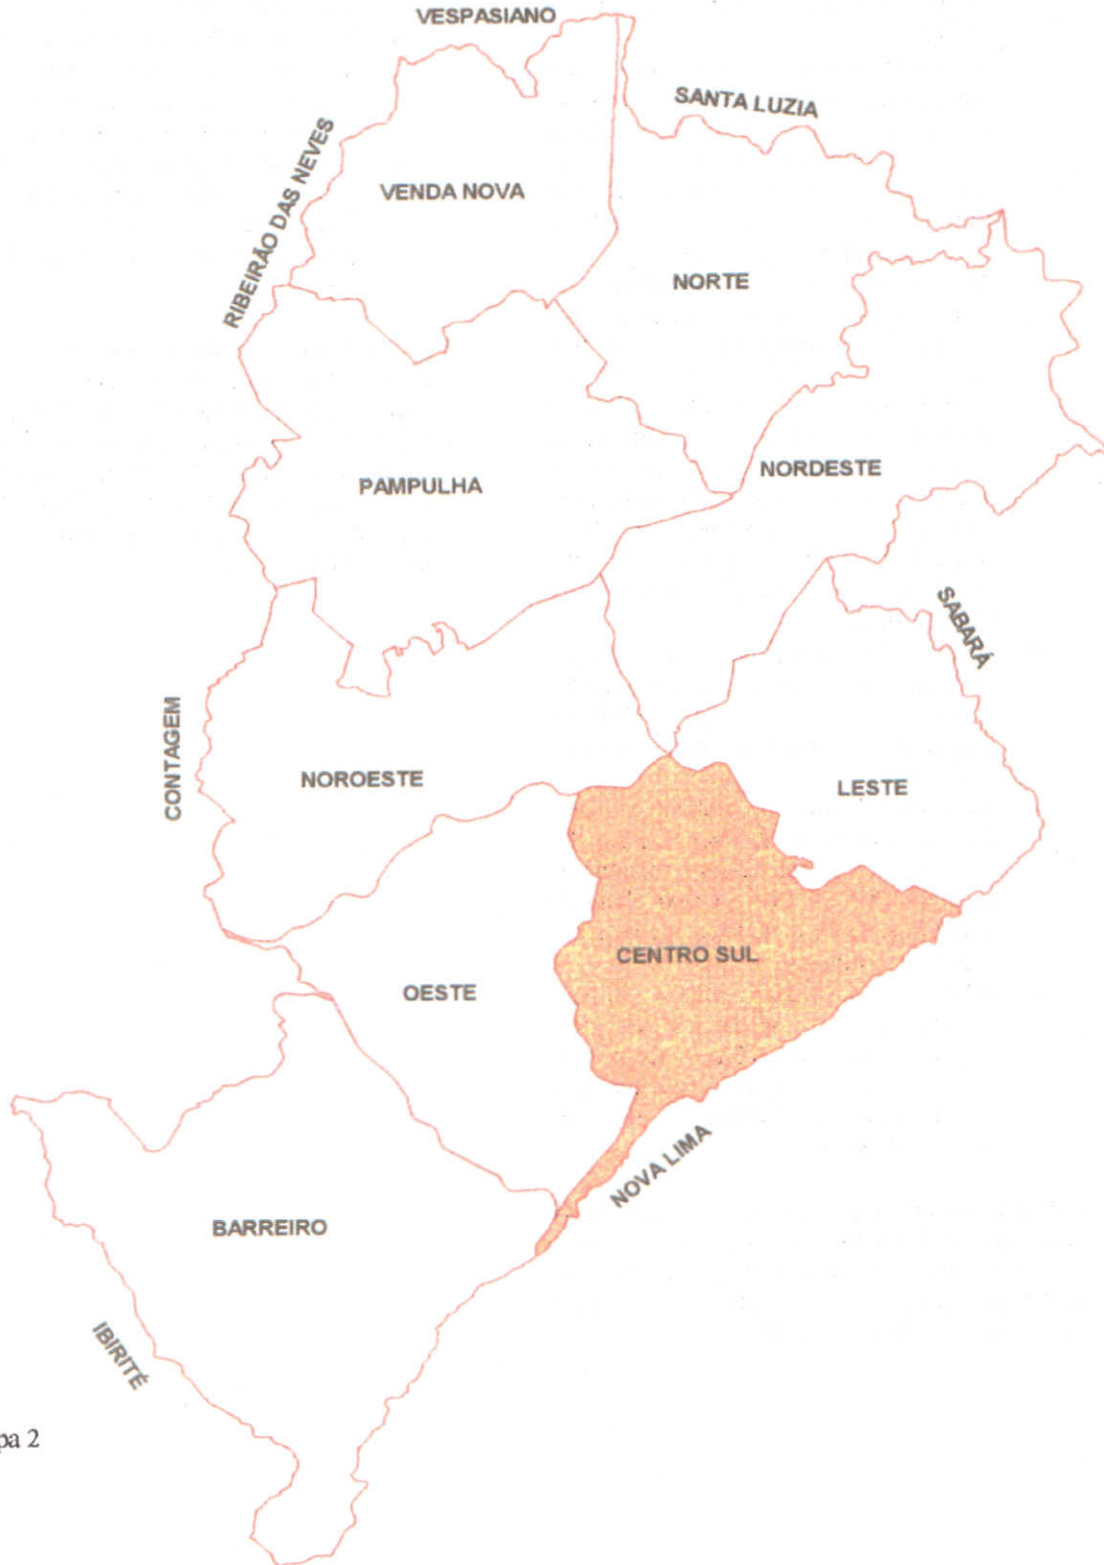 VESPASIANO
SANTA LUZIA
RIBEIRÃO DAS NEVES
VENDA NOVA
NORTE
PAMPULHA
NORDESTE
SABARÁ
CONTAGEM
NOROESTE
LESTE
CENTRO SUL
OESTE
NOVA LIMA
BARREIRO
IBIRITÉ
pa 2